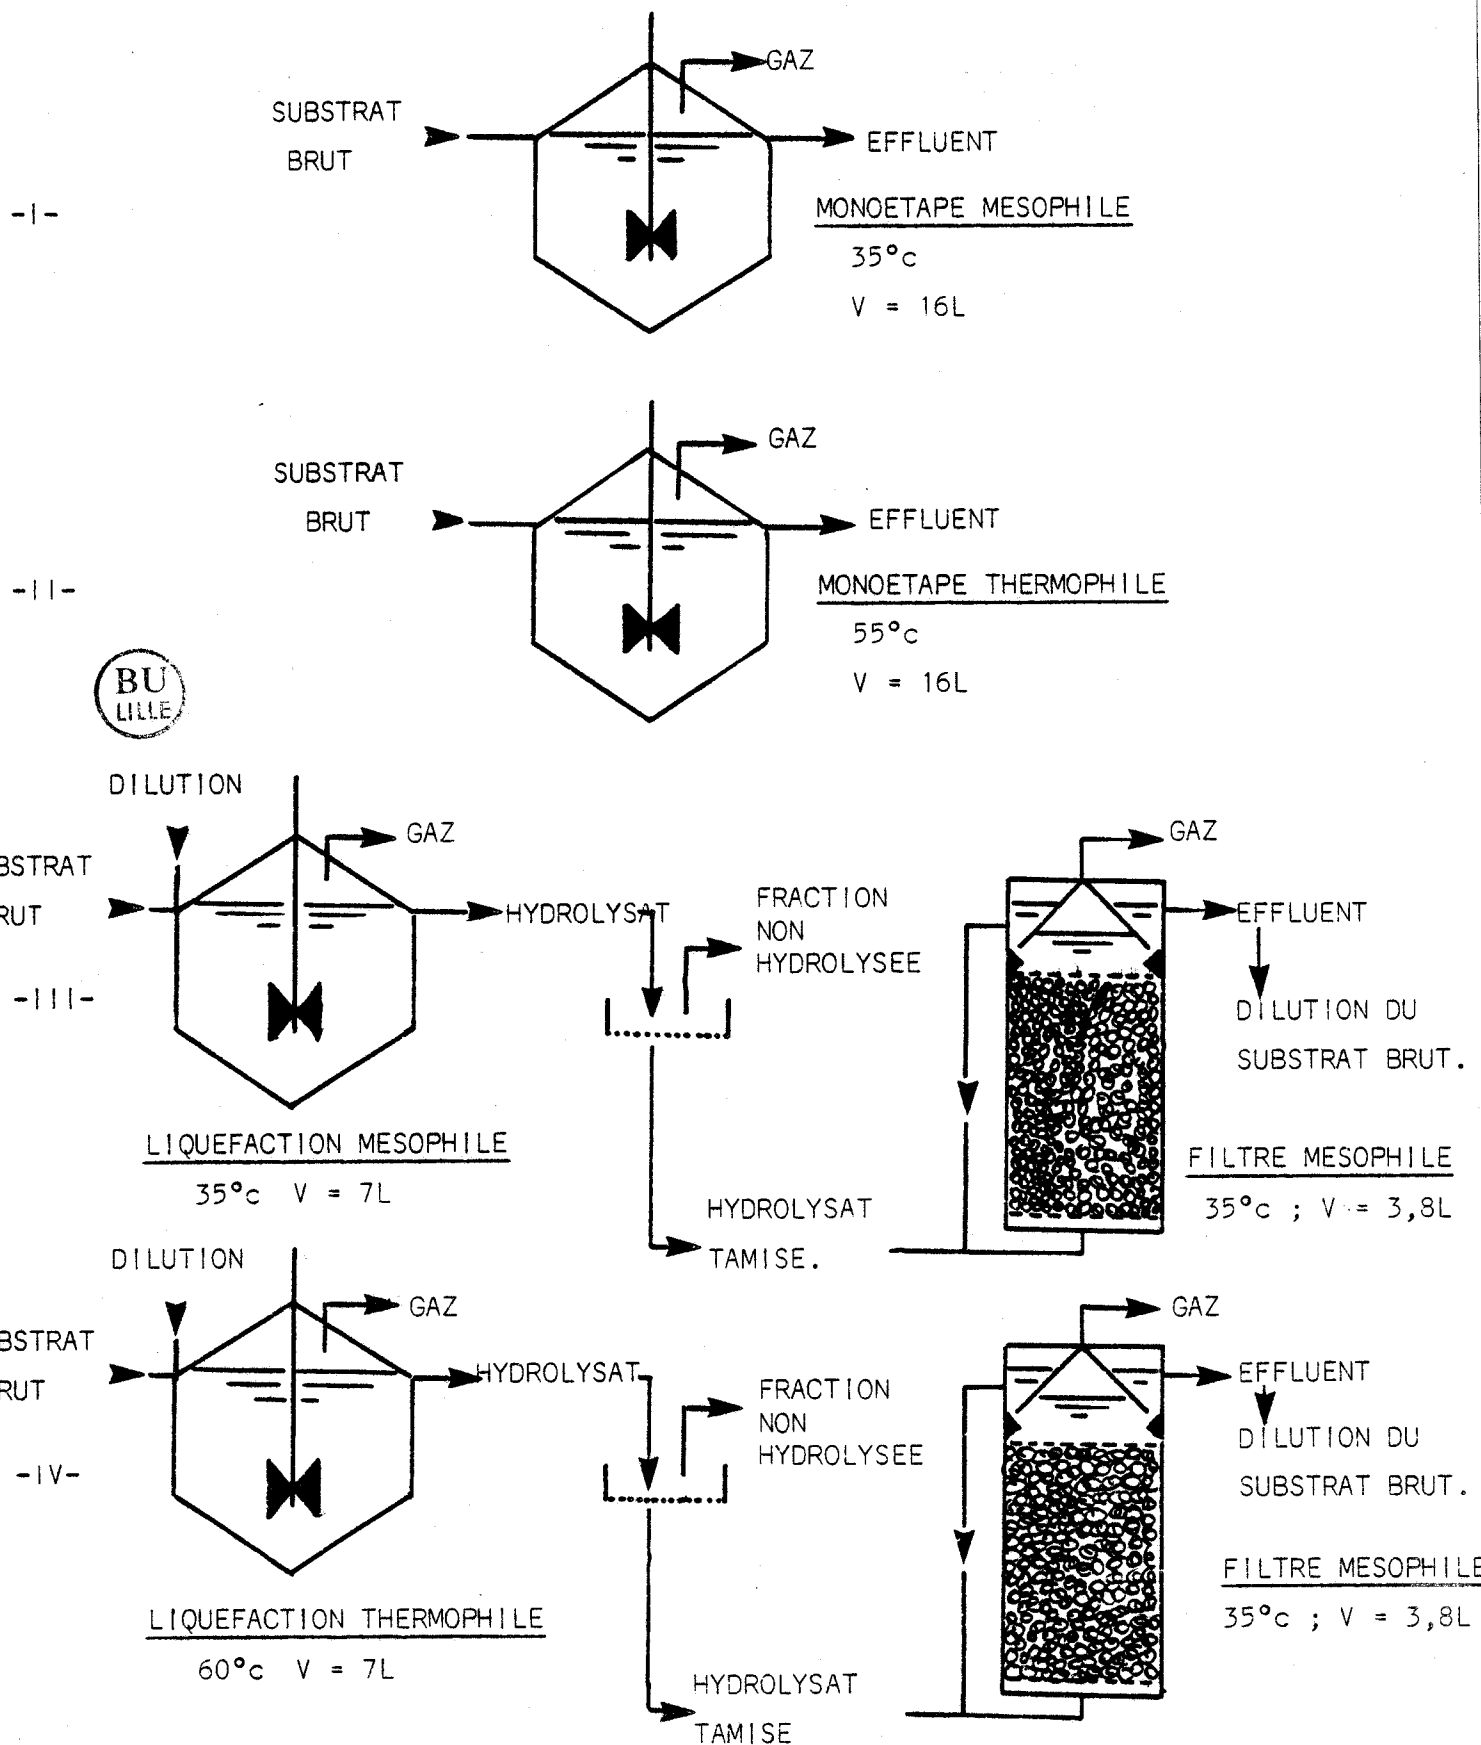 GAZ
SUBSTRAT
BRUT
EFFLUENT
-I-
MONOETAPE MESOPHILE
35°c
V = 16L
GAZ
SUBSTRAT
BRUT
EFFLUENT
-II-
MONOETAPE THERMOPHILE
55°c
V = 16L
BU
LILLE
DILUTION
GAZ
BSTRAT
RUT
HYDROLYSAT
FRACTION
NON
HYDROLYSEE
GAZ
EFFLUENT
-III-
DILUTION DU
SUBSTRAT BRUT.
LIQUEFACTION MESOPHILE
35°c V = 7L
FILTRE MESOPHILE
35°c ; V = 3,8L
HYDROLYSAT
TAMISE.
DILUTION
GAZ
BSTRAT
RUT
HYDROLYSAT
FRACTION
NON
HYDROLYSEE
GAZ
EFFLUENT
-IV-
DILUTION DU
SUBSTRAT BRUT.
LIQUEFACTION THERMOPHILE
60°c V = 7L
FILTRE MESOPHILE
35°c ; V = 3,8L
HYDROLYSAT
TAMISE